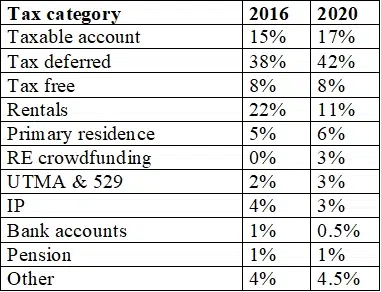 Tax category 2016 2020
Taxable account 15% 17%
Tax deferred 38% 42%
Tax free 8% 8%
Rentals 22% 11%
Primary residence 5% 6%
RE crowdfunding 0% 3%
UTMA & 529 2% 3%
IP 4% 3%
Bank accounts 1% 0.5%
Pension 1% 1%
Other 4% 4.5%